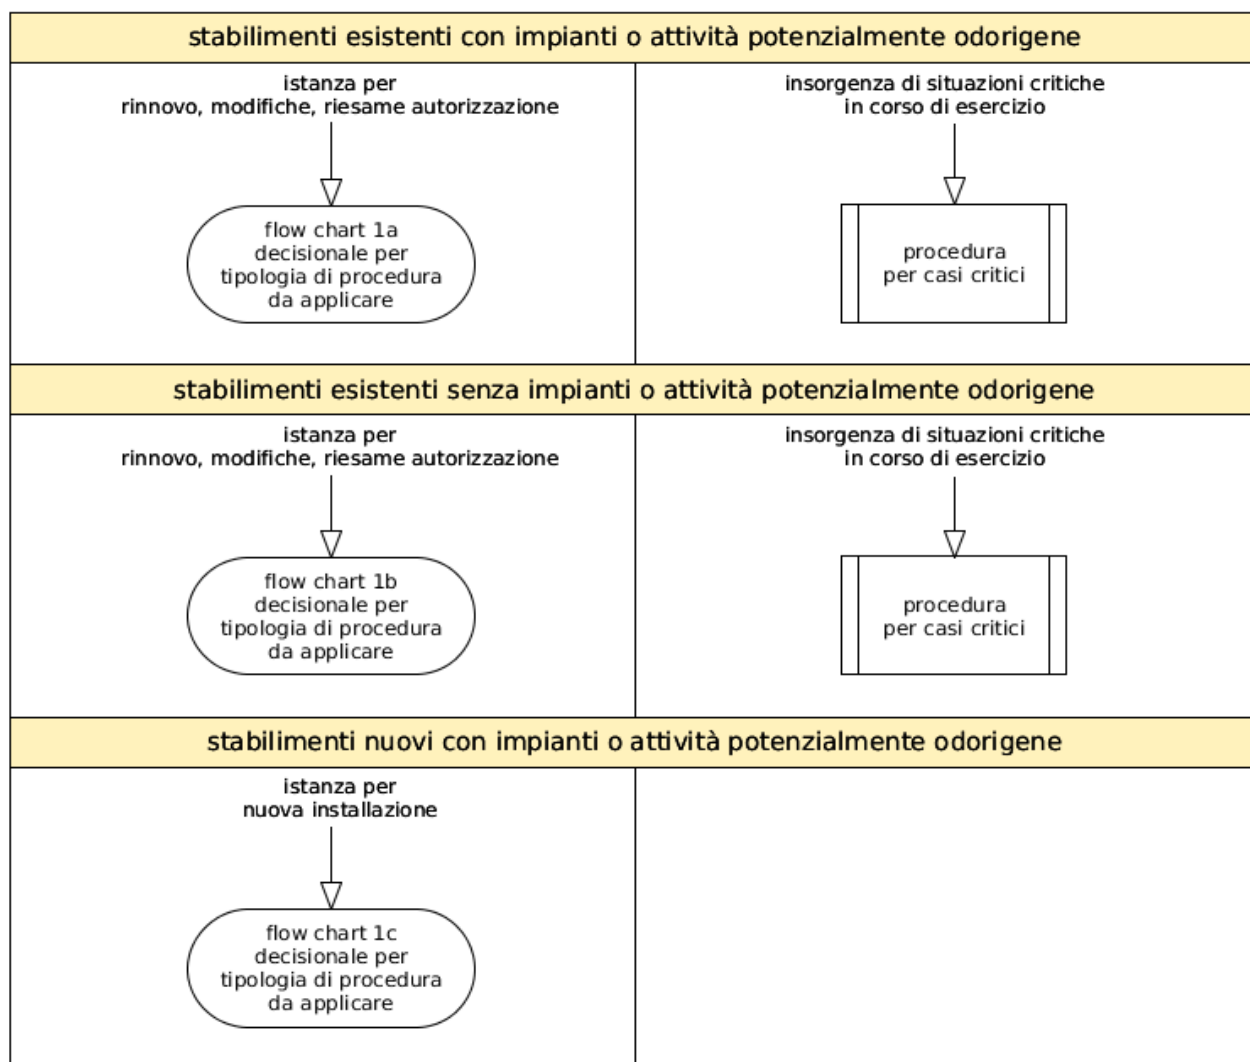 stabilimenti esistenti con impianti o attività potenzialmente odorigene
istanza per
rinnovo, modifiche, riesame autorizzazione
flow chart 1a
decisionale per
tipologia di procedura
da applicare
insorgenza di situazioni critiche
in corso di esercizio
procedura
per casi critici
stabilimenti esistenti senza impianti o attività potenzialmente odorigene
istanza per
rinnovo, modifiche, riesame autorizzazione
flow chart 1b
decisionale per
tipologia di procedura
da applicare
insorgenza di situazioni critiche
in corso di esercizio
procedura
per casi critici
stabilimenti nuovi con impianti o attività potenzialmente odorigene
istanza per
nuova installazione
flow chart 1c
decisionale per
tipologia di procedura
da applicare